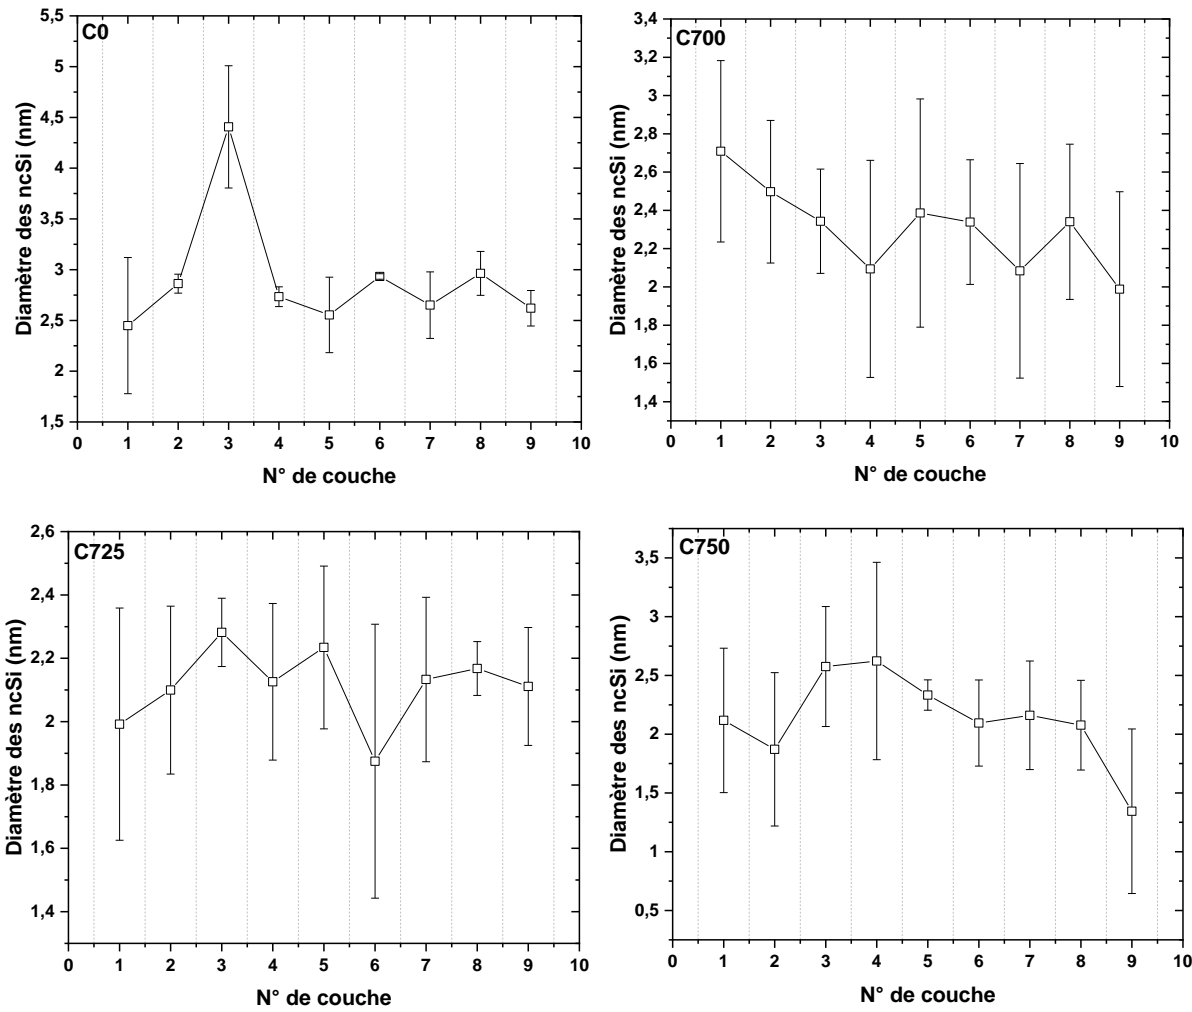 C0
Diamètre des ncSi (nm)
5,5
5
4,5
4
3,5
3
2,5
2
1,5
0 1 2 3 4 5 6 7 8 9 10
N° de couche
C700
Diamètre des ncSi (nm)
3,4
3,2
3
2,8
2,6
2,4
2,2
2
1,8
1,6
1,4
0 1 2 3 4 5 6 7 8 9 10
N° de couche
C725
Diamètre des ncSi (nm)
2,6
2,4
2,2
2
1,8
1,6
1,4
0 1 2 3 4 5 6 7 8 9 10
N° de couche
C750
Diamètre des ncSi (nm)
3,5
3
2,5
2
1,5
1
0,5
0 1 2 3 4 5 6 7 8 9 10
N° de couche